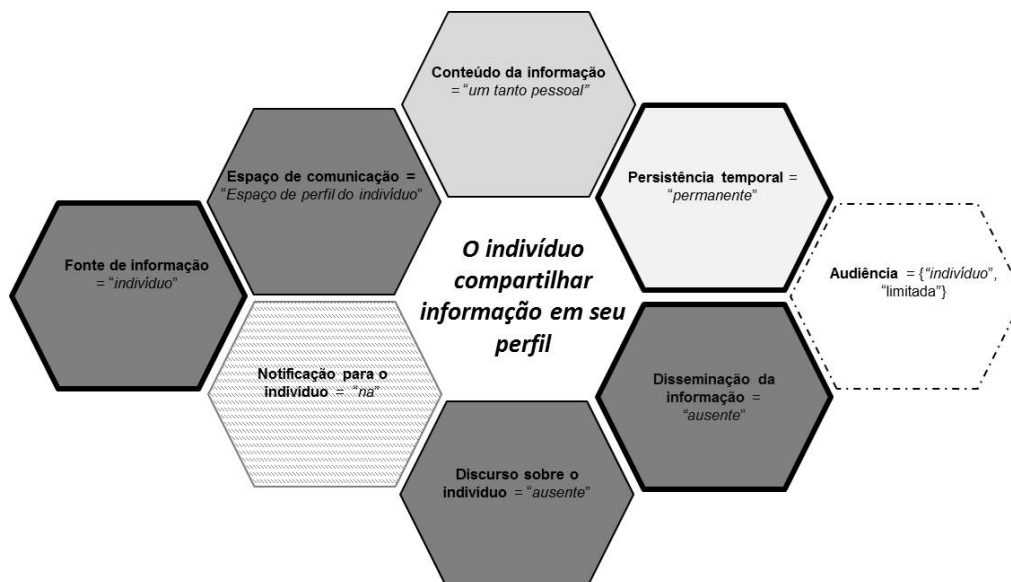 Conteúdo da informação
= “um tanto pessoal”
Espaço de comunicação =
“Espaço de perfil do indivíduo”
Persistência temporal =
“permanente”
Fonte de informação
= “indivíduo”
O indivíduo
compartilhar
informação em seu
perfil
Audiência = {“indivíduo”,
“limitada”}
Notificação para o
individuo = “na”
Disseminação da
informação =
“ausente”
Discurso sobre o
individuo = “ausente”